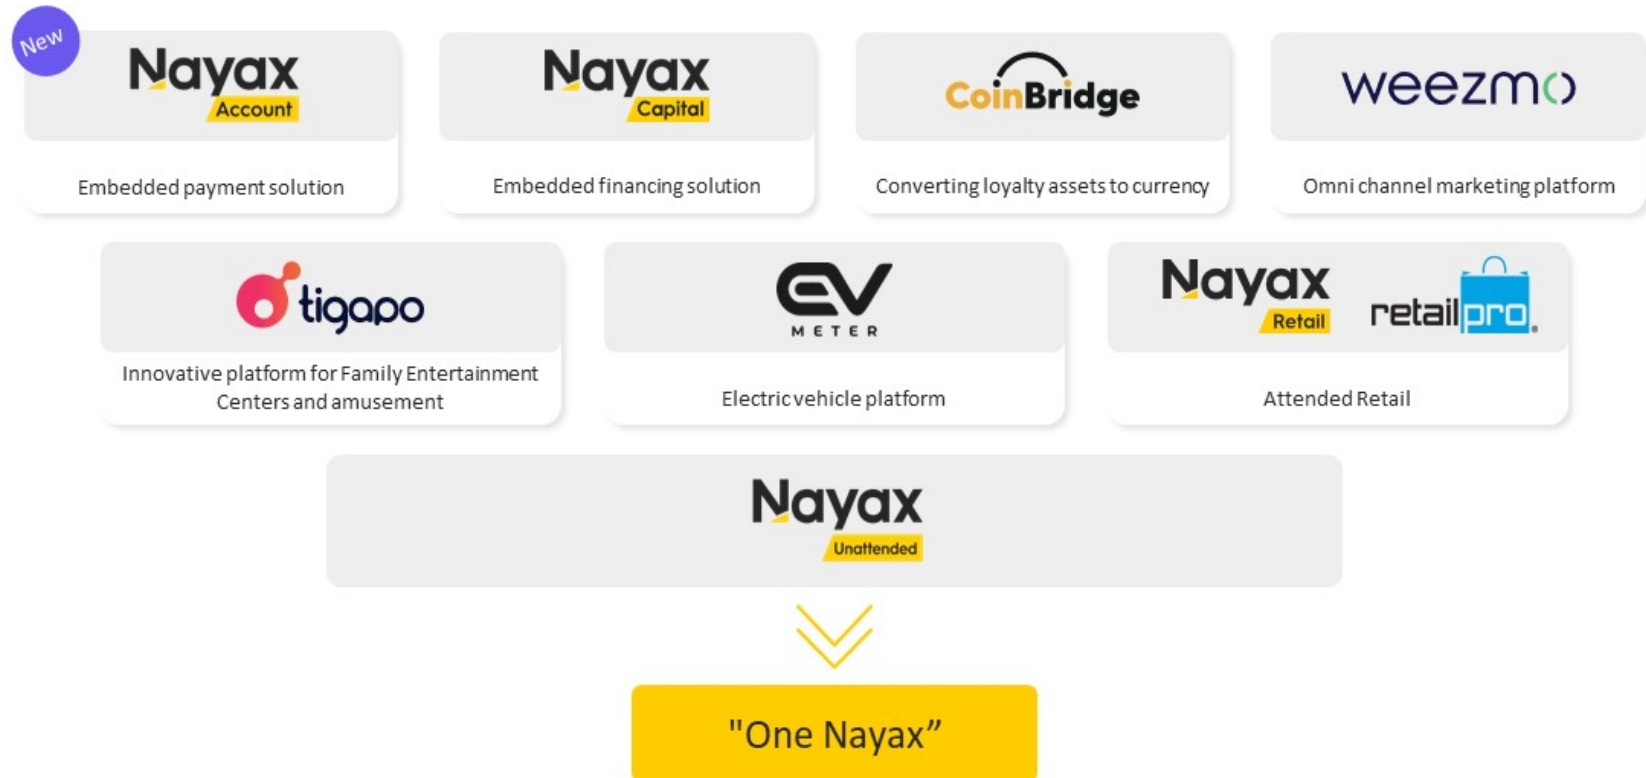 New
Nayax
Account
Embedded payment solution
Nayax
Capital
Embedded financing solution
CoinBridge
Converting loyalty assets to currency
weezmo
Omni channel marketing platform
tigapo
Innovative platform for Family Entertainment
Centers and amusement
EV
METER
Electric vehicle platform
Nayax
Retail
retailpro®
Attended Retail
Nayax
Unattended
"One Nayax”